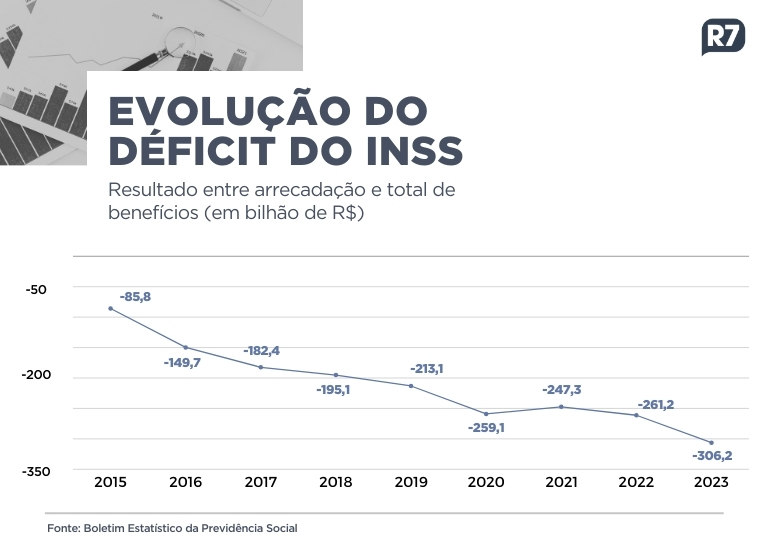 R7
EVOLUÇÃO DO
DÉFICIT DO INSS
Resultado entre arrecadação e total de
benefícios (em bilhão de R$)
-50
-200
-350
-85,8
-149,7
-182,4
-195,1
-213,1
-259,1
-247,3
-261,2
-306,2
2015 2016 2017 2018 2019 2020 2021 2022 2023
Fonte: Boletim Estatístico da Previdência Social